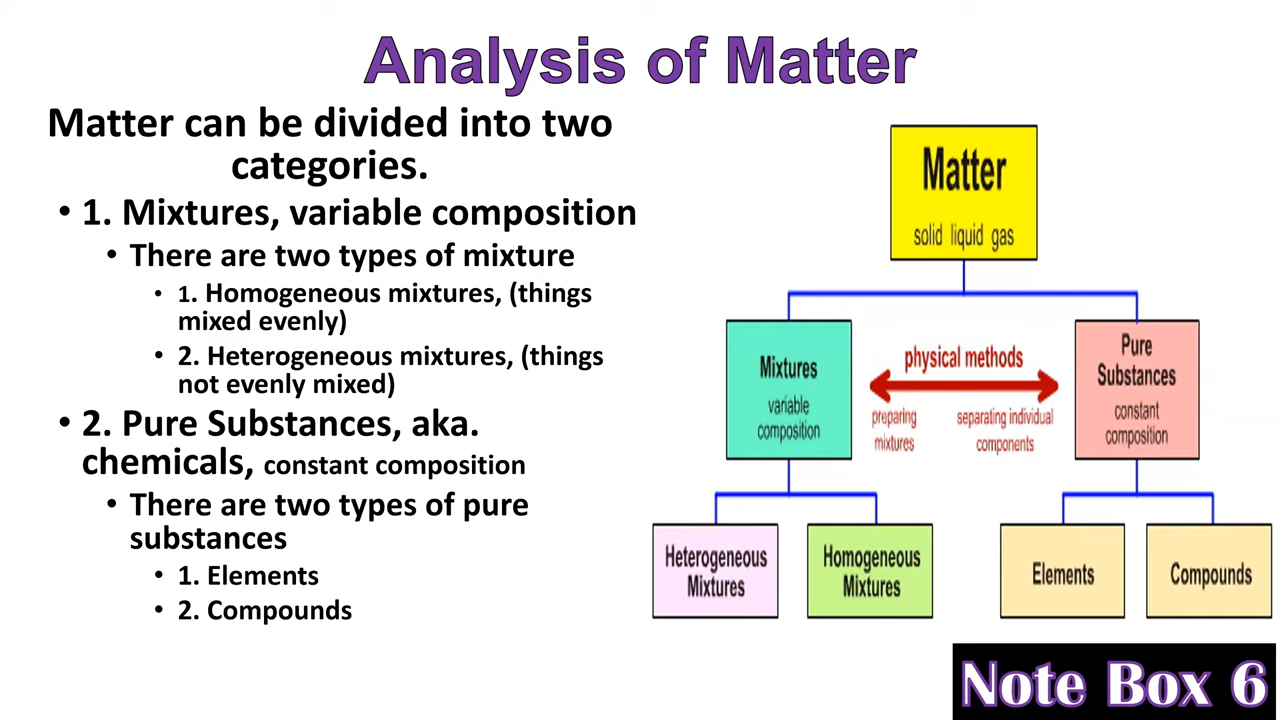 Analysis of Matter
Matter can be divided into two
categories.
• 1. Mixtures, variable composition
• There are two types of mixture
• 1. Homogeneous mixtures, (things
mixed evenly)
• 2. Heterogeneous mixtures, (things
not evenly mixed)
• 2. Pure Substances, aka.
chemicals, constant composition
• There are two types of pure
substances
• 1. Elements
• 2. Compounds
Matter
solid liquid gas
Mixtures
variable
composition
physical methods
preparing
mixtures
separating individual
components
Pure
Substances
constant
composition
Heterogeneous
Mixtures
Homogeneous
Mixtures
Elements
Compounds
Note Box 6